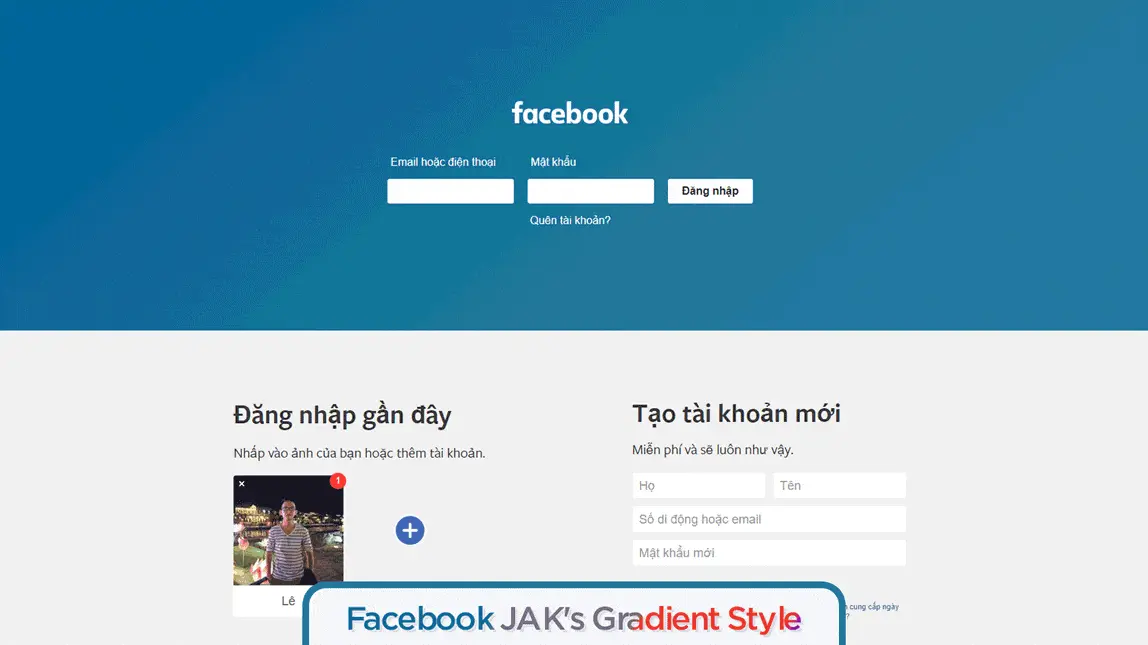 facebook
Email hoặc điện thoại
Mật khẩu
Đăng nhập
Quên tài khoản?
Đăng nhập gần đây
Nhấp vào ảnh của bạn hoặc thêm tài khoản.
1
Lê
Tạo tài khoản mới
Miễn phí và sẽ luôn như vậy.
Họ
Tên
Số di động hoặc email
Mật khẩu mới
cung cấp ngày
?
Facebook JAK's Gradient Style